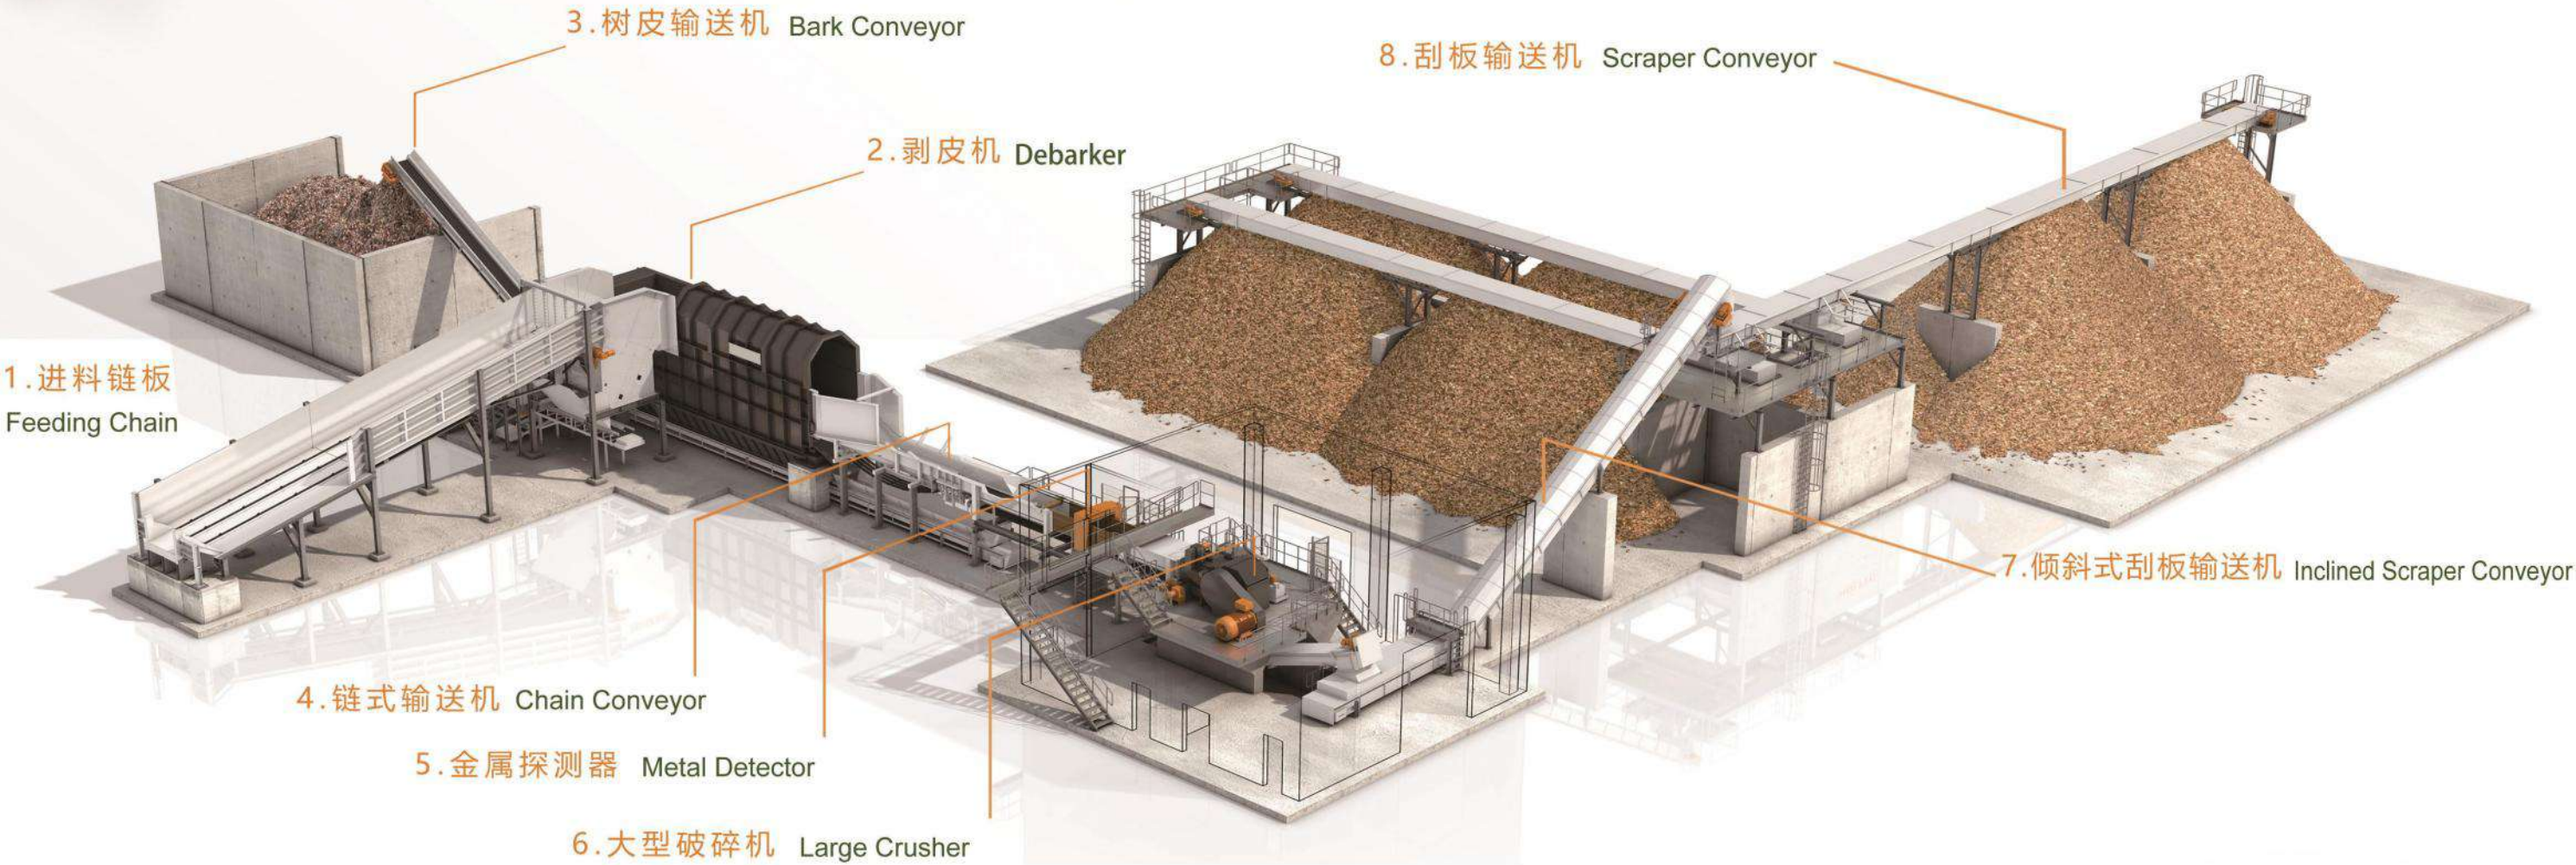 3.树皮输送机 Bark Conveyor
8.刮板输送机 Scraper Conveyor
2.剥皮机 Debarker
1.进料链板
Feeding Chain
7.倾斜式刮板输送机 Inclined Scraper Conveyor
4.链式输送机 Chain Conveyor
5.金属探测器 Metal Detector
6.大型破碎机 Large Crusher